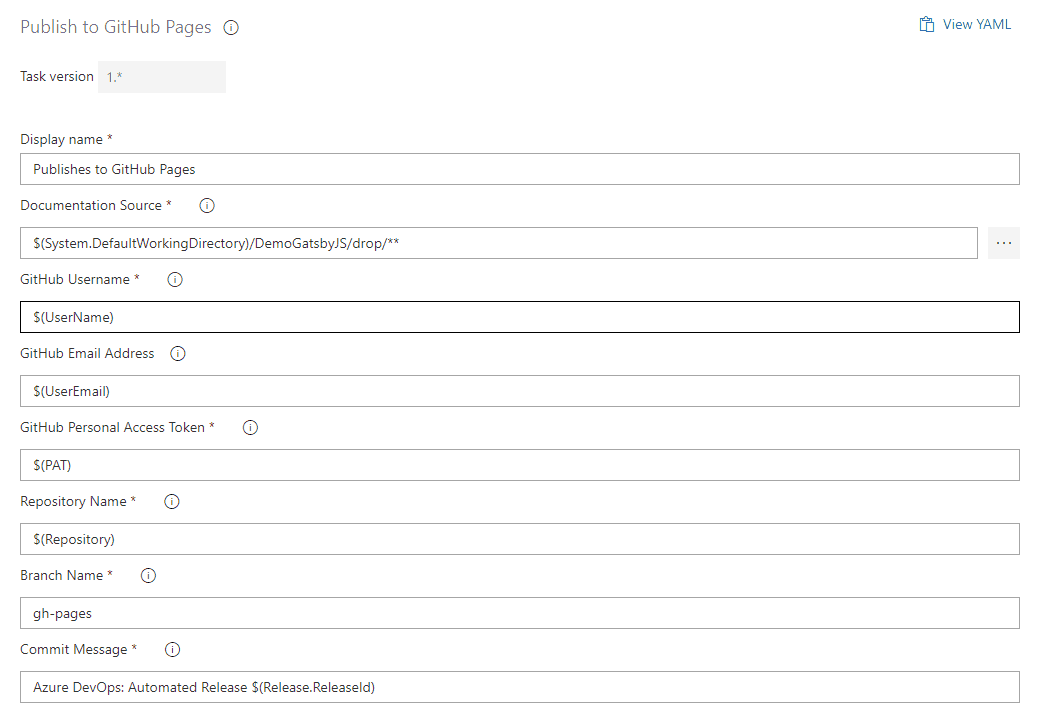 Publish to GitHub Pages
View YAML
Task version 1.*
Display name *
Publishes to GitHub Pages
Documentation Source *
$(System.DefaultWorkingDirectory)/DemoGatsbyJS/drop/**
GitHub Username *
$(UserName)
GitHub Email Address
$(UserEmail)
GitHub Personal Access Token *
$(PAT)
Repository Name *
$(Repository)
Branch Name *
gh-pages
Commit Message *
Azure DevOps: Automated Release $(Release.ReleaseId)